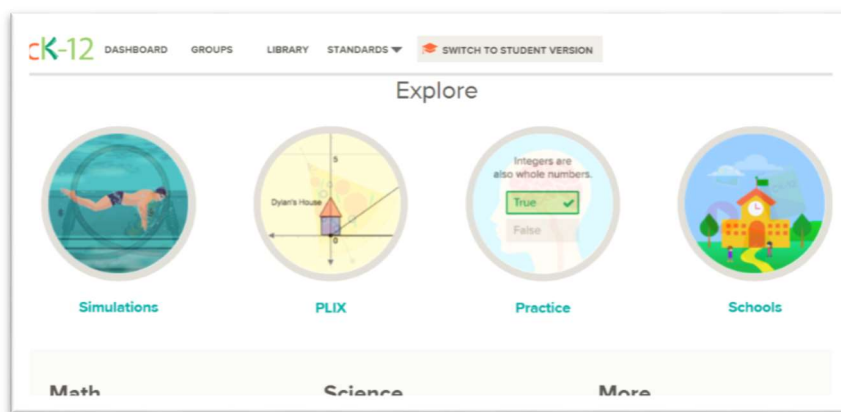 cK-12 DASHBOARD GROUPS LIBRARY STANDARDS SWITCH TO STUDENT VERSION
Explore
5
Dylan's House
0
Integers are
also whole numbers.
True
False
Simulations PLIX Practice Schools
Math Science More